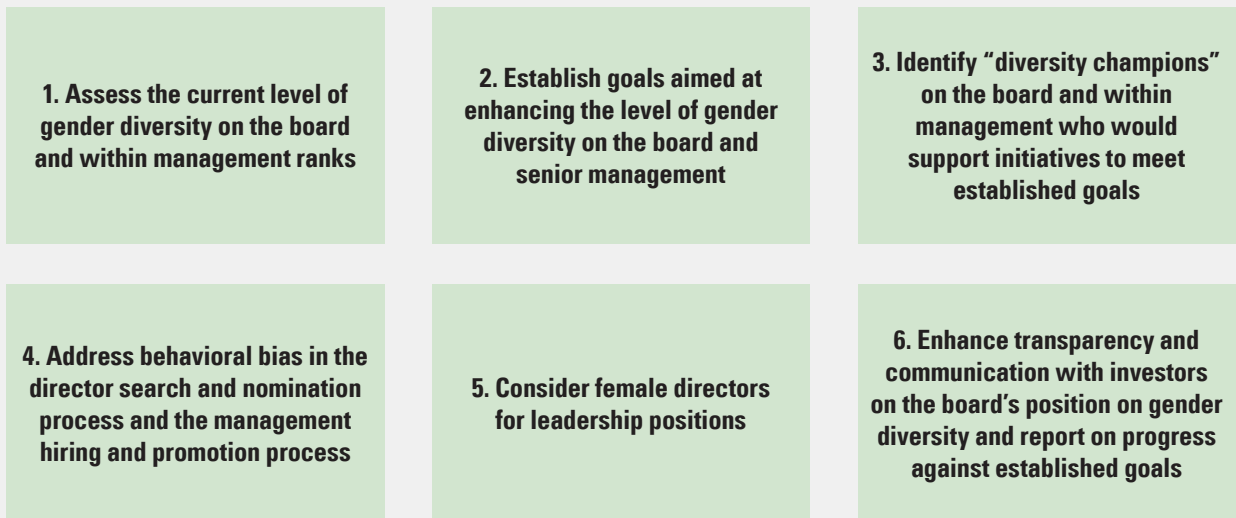 1. Assess the current level of
gender diversity on the board
and within management ranks
2. Establish goals aimed at
enhancing the level of gender
diversity on the board and
senior management
3. Identify “diversity champions”
on the board and within
management who would
support initiatives to meet
established goals
4. Address behavioral bias in the
director search and nomination
process and the management
hiring and promotion process
5. Consider female directors
for leadership positions
6. Enhance transparency and
communication with investors
on the board’s position on gender
diversity and report on progress
against established goals